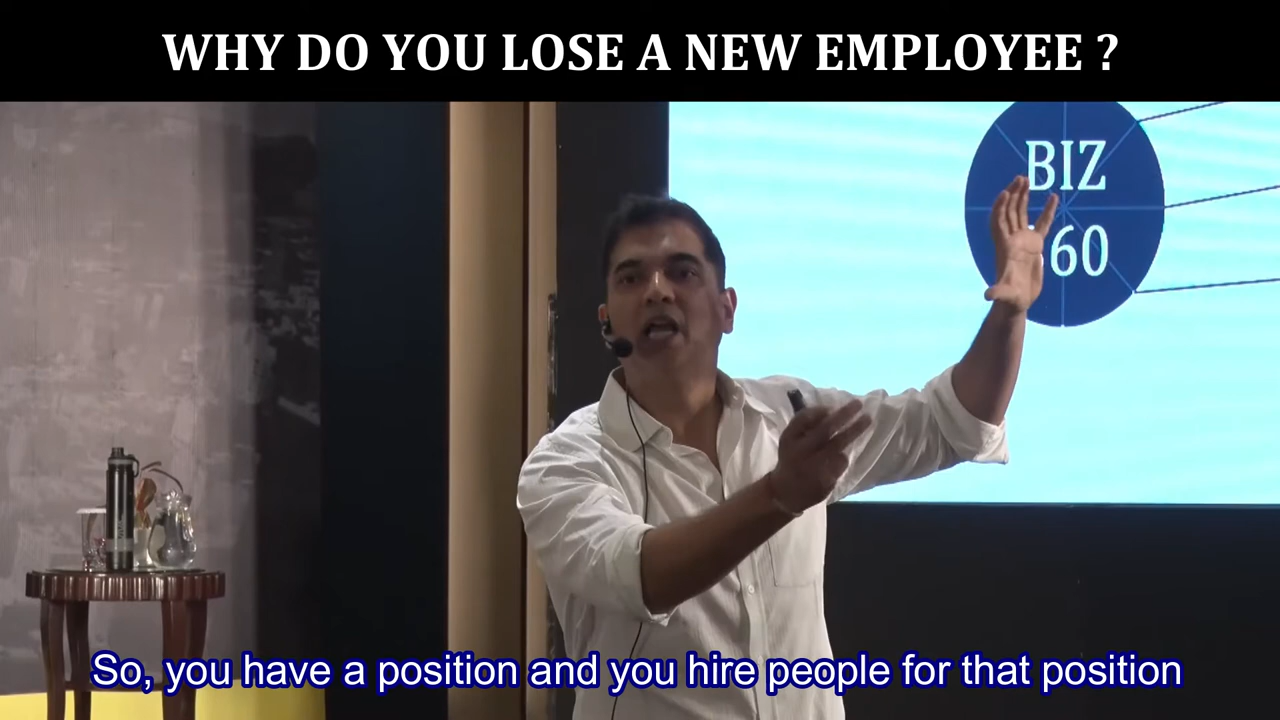 WHY DO YOU LOSE A NEW EMPLOYEE ?
BIZ
60
So, you have a position and you hire people for that position